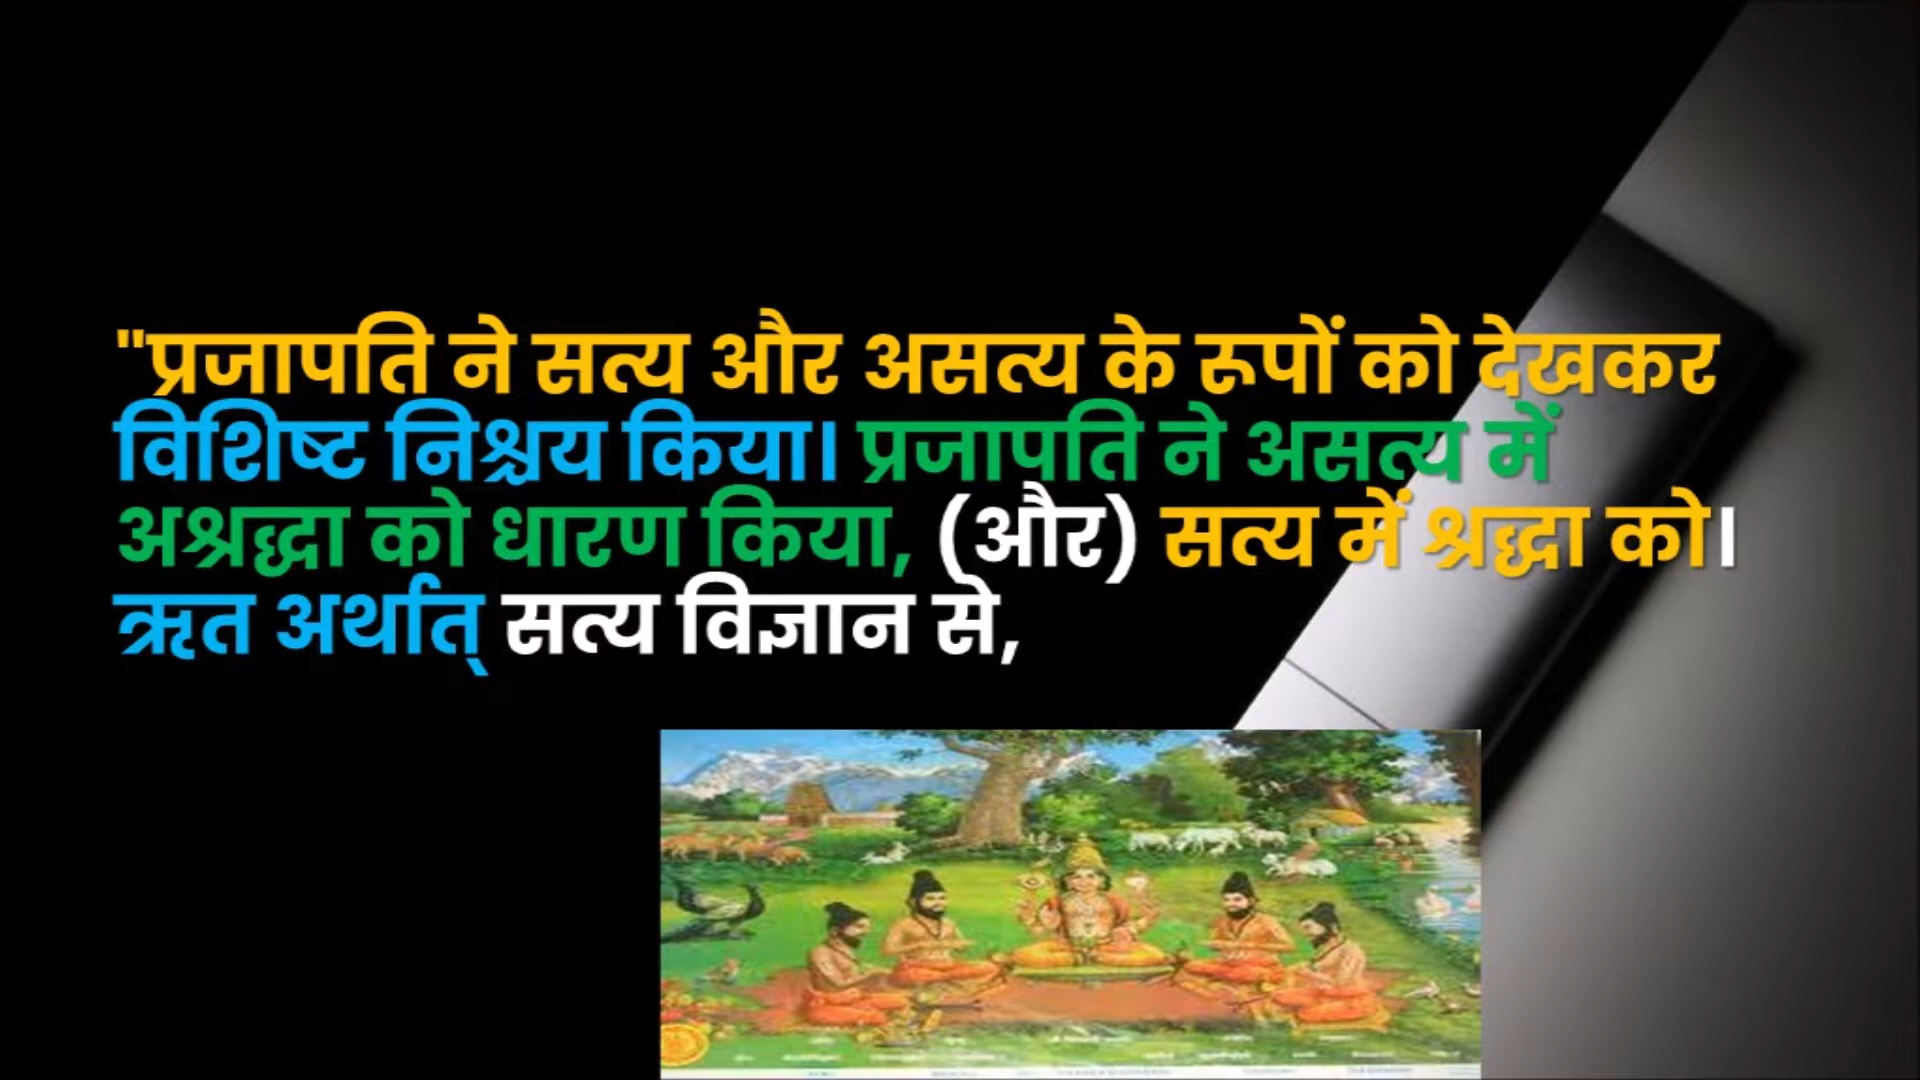 "प्रजापति ने सत्य और असत्य के रूपों को देखकर
विशिष्ट निश्चय किया। प्रजापति ने असत्य में
अश्रद्धा को धारण किया, (और) सत्य में श्रद्धा को।
ऋत अर्थात् सत्य विज्ञान से,